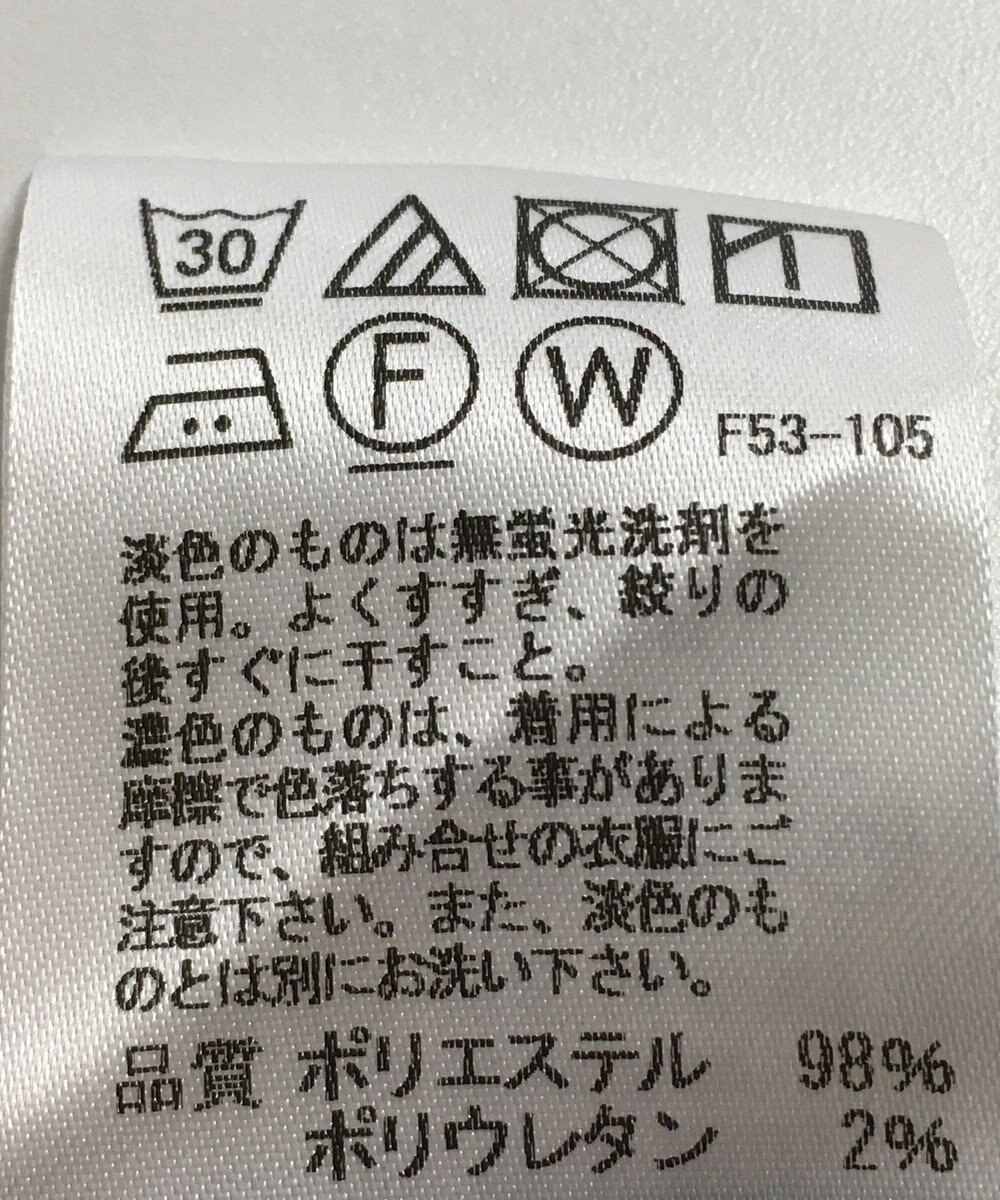 30
F W F53-105
淡色のものは無蛍光洗剤を
使用。よくすすぎ、絞りの
後すぐに干すこと。
濃色のものは、着用による
摩擦で色落ちする事がありま
すので、組み合せの衣服にご
注意下さい。また、淡色のも
のとは別にお洗い下さい。
品質 ポリエステル 98%
ポリウレタン 2%